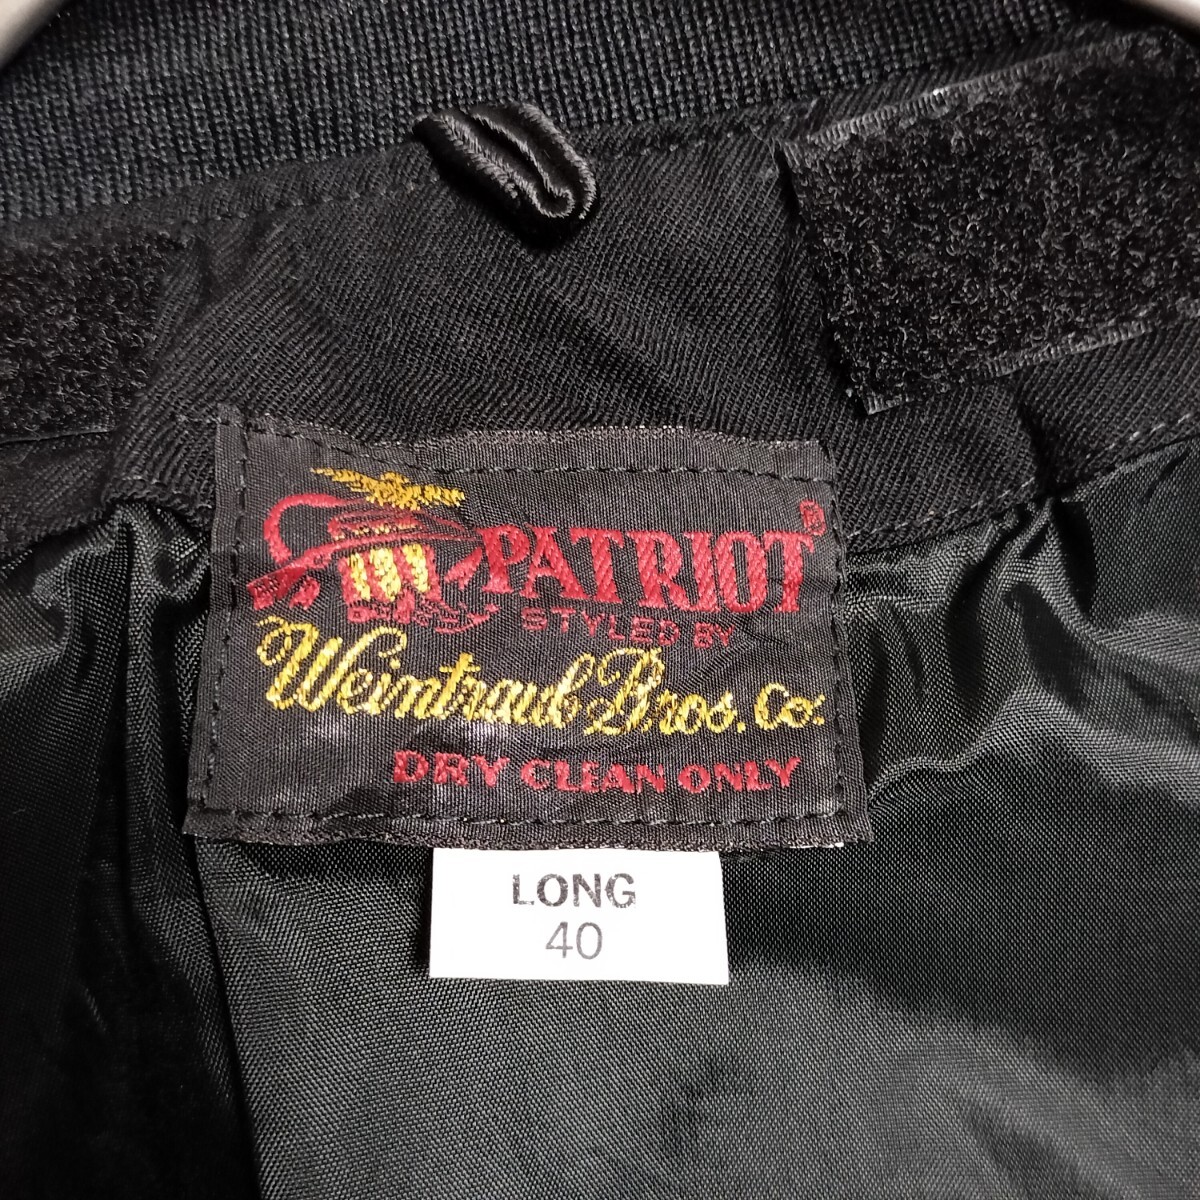 PATRIOT®
STYLED BY
Weintraub Bros. Co.
DRY CLEAN ONLY
LONG
40